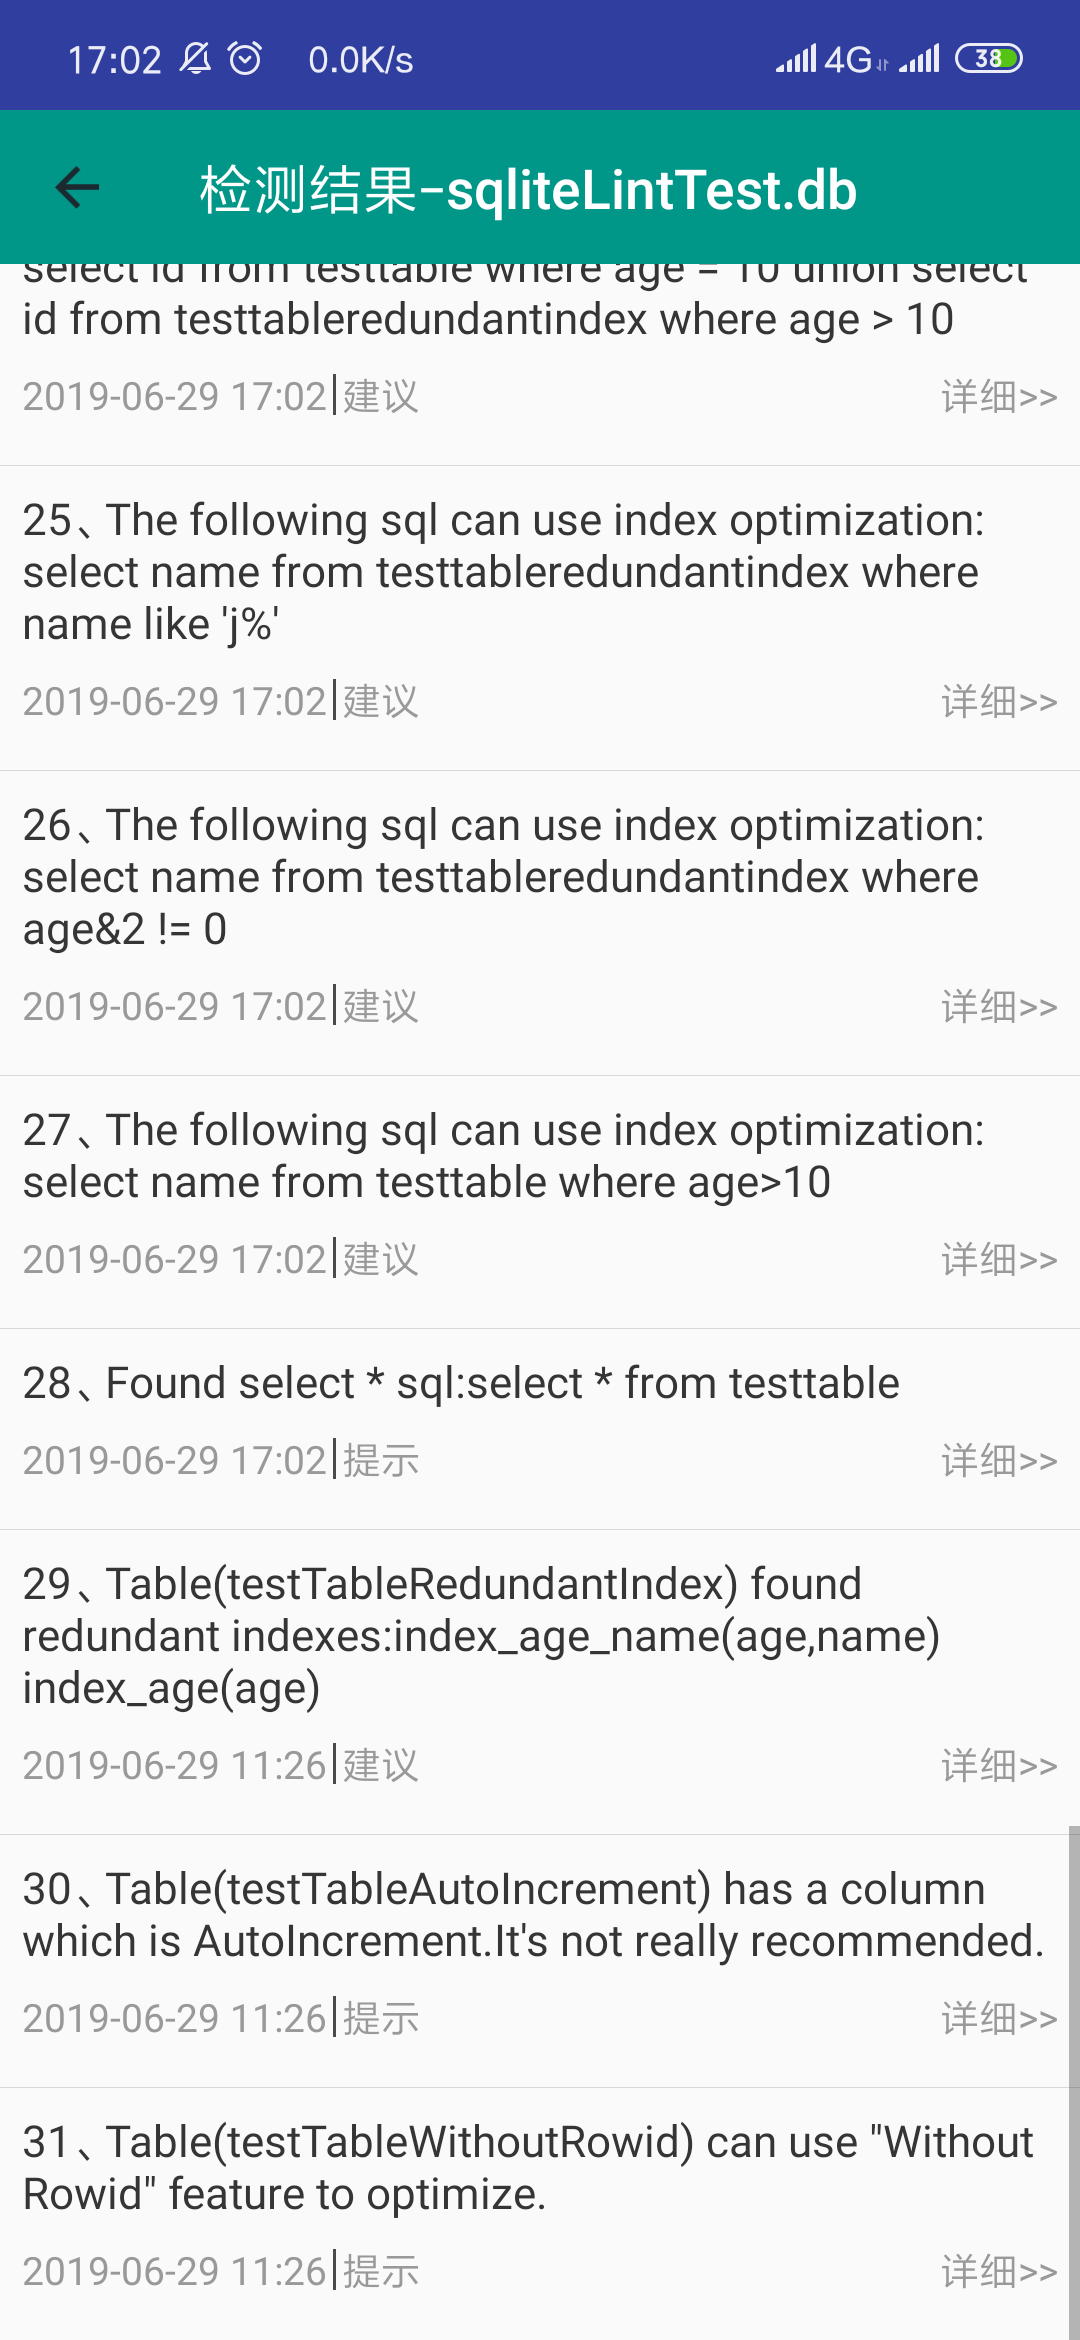 17:02 0.0K/s 4G 38
检测结果-sqliteLintTest.db
select id from testtable where age = 10 union select
id from testtableredundantindex where age > 10
2019-06-29 17:02|建议 详细>>
25、The following sql can use index optimization:
select name from testtableredundantindex where
name like 'j%'
2019-06-29 17:02|建议 详细>>
26、The following sql can use index optimization:
select name from testtableredundantindex where
age&2 != 0
2019-06-29 17:02|建议 详细>>
27、The following sql can use index optimization:
select name from testtable where age>10
2019-06-29 17:02|建议 详细>>
28、Found select * sql:select * from testtable
2019-06-29 17:02|提示 详细>>
29、Table(testTableRedundantIndex) found
redundant indexes:index_age_name(age,name)
index_age(age)
2019-06-29 11:26|建议 详细>>
30、Table(testTableAutoIncrement) has a column
which is AutoIncrement.It's not really recommended.
2019-06-29 11:26|提示 详细>>
31、Table(testTableWithoutRowid) can use "Without
Rowid" feature to optimize.
2019-06-29 11:26|提示 详细>>